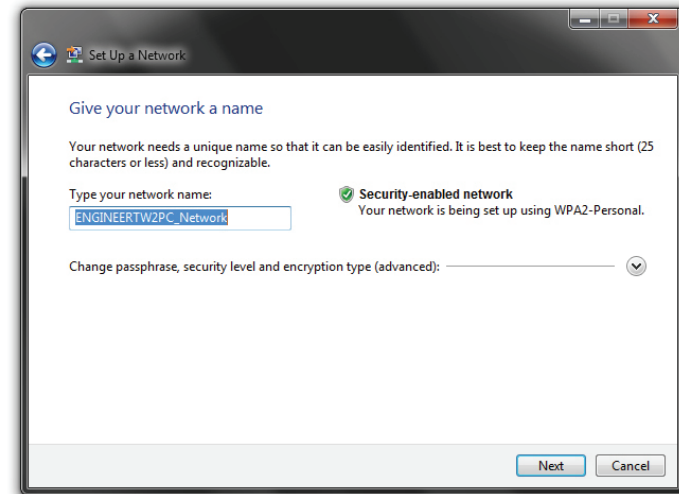 Set Up a Network
Give your network a name
Your network needs a unique name so that it can be easily identified. It is best to keep the name short (25
characters or less) and recognizable.
Type your network name:
Security-enabled network
ENGINEERTW2PC_Network
Your network is being set up using WPA2-Personal.
Change passphrase, security level and encryption type (advanced):
Next
Cancel